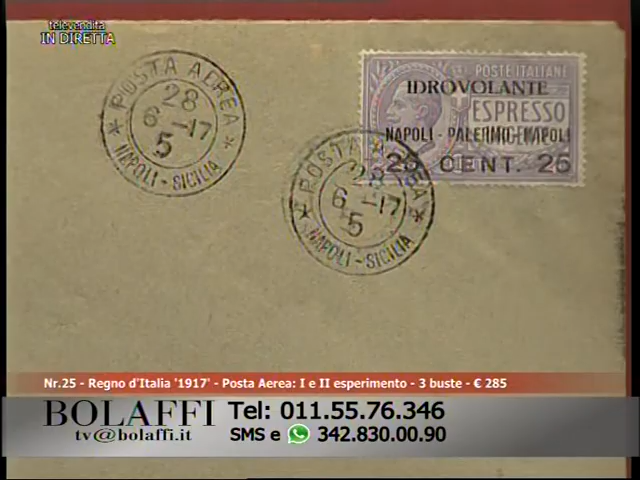 televendita
IN DIRETTA
POSTA AEREA
28
6 -17
5
NAPOLI - SICILIA
POSTE ITALIANE
IDROVOLANTE
ESPRESSO
NAPOLI - PALERMO - NAPOLI
25 CENT. 25
POSTA AEREA
28
6 -17
5
NAPOLI - SICILIA
Nr.25 - Regno d'Italia '1917' - Posta Aerea: I e II esperimento - 3 buste - € 285
BOLAFFI
tv@bolaffi.it
Tel: 011.55.76.346
SMS e 342.830.00.90